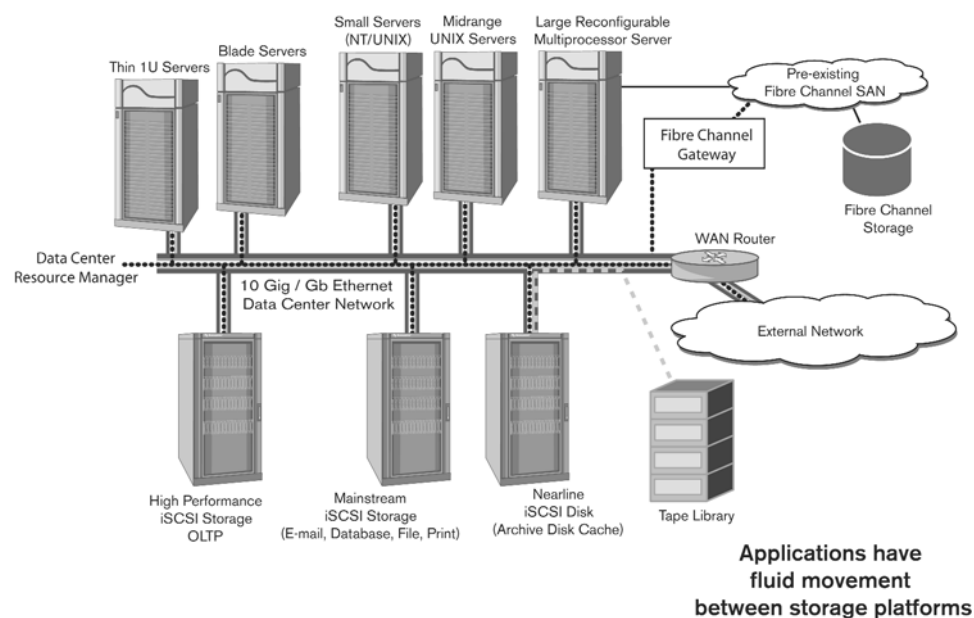 Small Servers
(NT/UNIX)
Midrange
UNIX Servers
Large Reconfigurable
Multiprocessor Server
Blade Servers
Thin 1U Servers
Pre-existing
Fibre Channel SAN
Fibre Channel
Gateway
Fibre Channel
Storage
WAN Router
Data Center
Resource Manager
10 Gig / Gb Ethernet
Data Center Network
External Network
High Performance
iSCSI Storage
OLTP
Mainstream
iSCSI Storage
(E-mail, Database, File, Print)
Nearline
iSCSI Disk
(Archive Disk Cache)
Tape Library
Applications have
fluid movement
between storage platforms